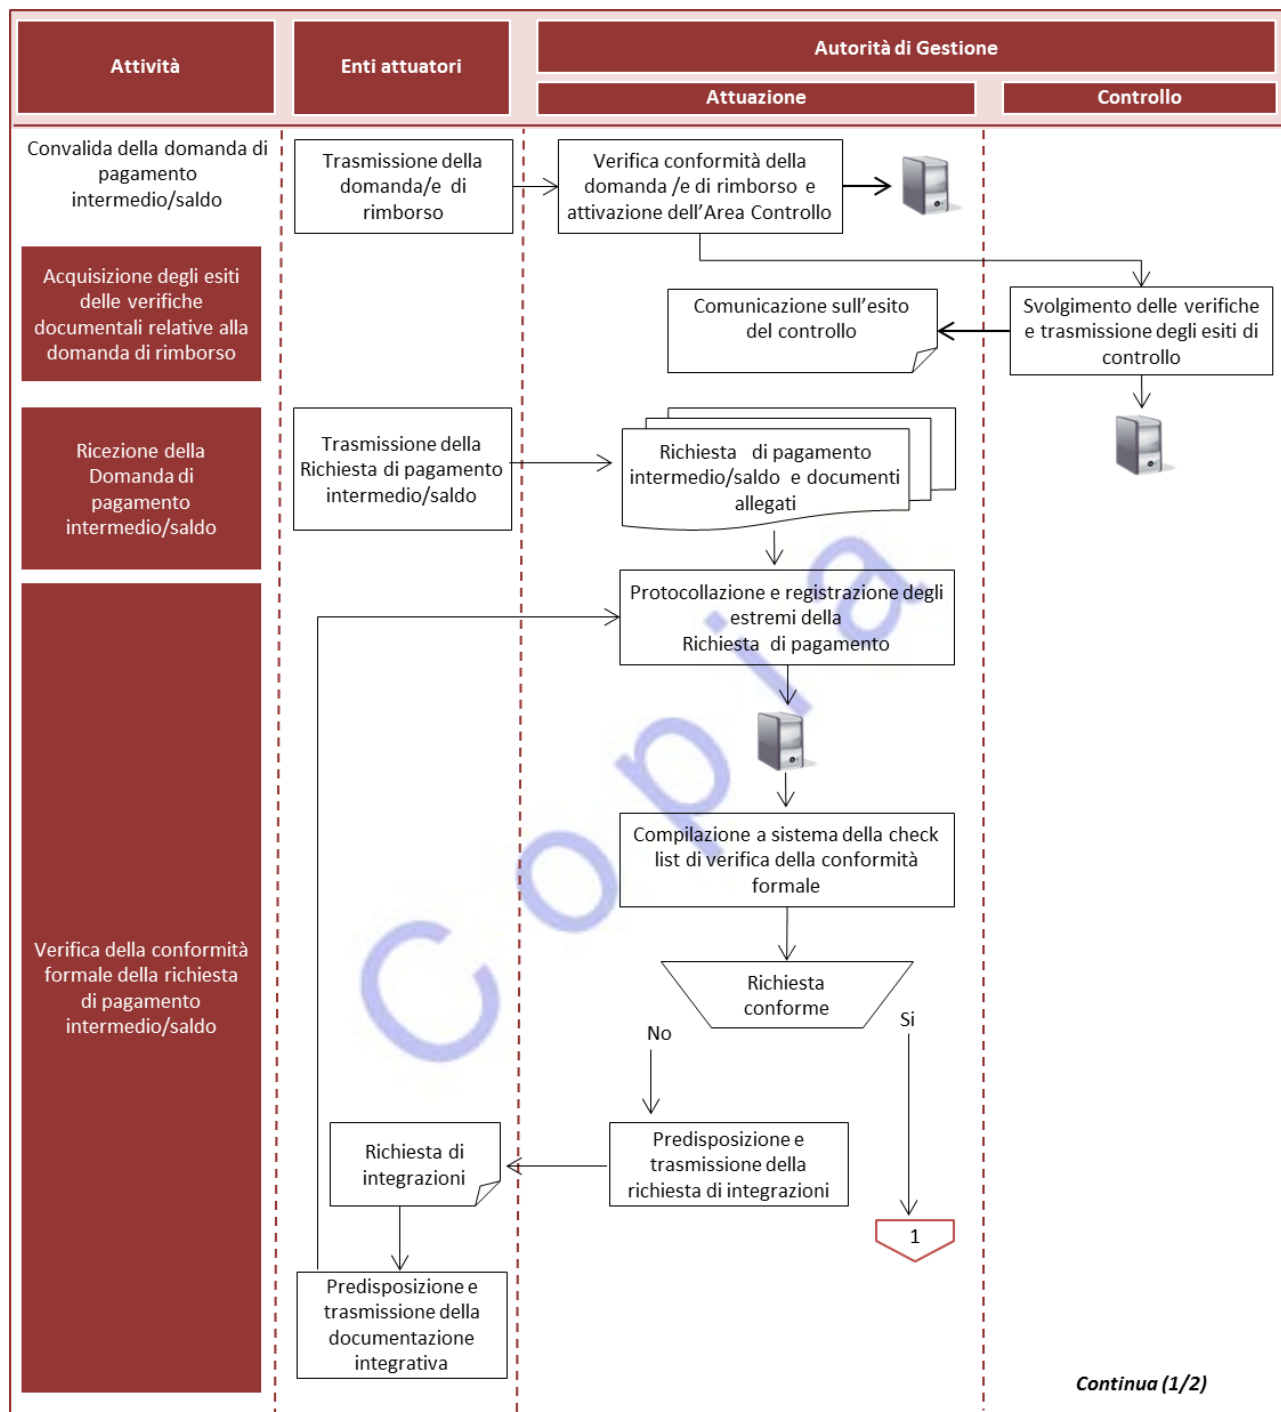 Attività
Enti attuatori
Autorità di Gestione
Attuazione
Controllo
Convalida della domanda di
pagamento
intermedio/saldo
Trasmissione della
domanda/e di
rimborso
Verifica conformità della
domanda /e di rimborso e
attivazione dell'Area Controllo
Acquisizione degli esiti
delle verifiche
documentali relative alla
domanda di rimborso
Comunicazione sull'esito
del controllo
Svolgimento delle verifiche
e trasmissione degli esiti di
controllo
Ricezione della
Domanda di
pagamento
intermedio/saldo
Trasmissione della
Richiesta di pagamento
intermedio/saldo
Richiesta di pagamento
intermedio/saldo e documenti
allegati
Protocollazione e registrazione degli
estremi della
Richiesta di pagamento
Compilazione a sistema della check
list di verifica della conformità
formale
Verifica della conformità
formale della richiesta
di pagamento
intermedio/saldo
Richiesta
conforme
No
Si
Richiesta di
integrazioni
Predisposizione e
trasmissione della
richiesta di integrazioni
1
Predisposizione e
trasmissione della
documentazione
integrativa
Continua (1/2)
Copia